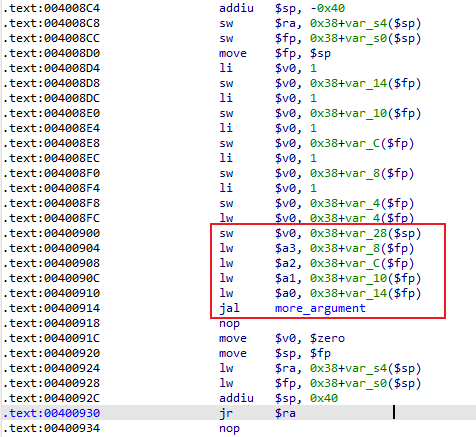 .text:004008C4 addiu $sp, -0x40
.text:004008C8 sw $ra, 0x38+var_s4($sp)
.text:004008CC sw $fp, 0x38+var_s0($sp)
.text:004008D0 move $fp, $sp
.text:004008D4 li $v0, 1
.text:004008D8 sw $v0, 0x38+var_14($fp)
.text:004008DC li $v0, 1
.text:004008E0 sw $v0, 0x38+var_10($fp)
.text:004008E4 li $v0, 1
.text:004008E8 sw $v0, 0x38+var_C($fp)
.text:004008EC li $v0, 1
.text:004008F0 sw $v0, 0x38+var_8($fp)
.text:004008F4 li $v0, 1
.text:004008F8 sw $v0, 0x38+var_4($fp)
.text:004008FC lw $v0, 0x38+var_4($fp)
.text:00400900 sw $v0, 0x38+var_28($sp)
.text:00400904 lw $a3, 0x38+var_8($fp)
.text:00400908 lw $a2, 0x38+var_C($fp)
.text:0040090C lw $a1, 0x38+var_10($fp)
.text:00400910 lw $a0, 0x38+var_14($fp)
.text:00400914 jal more_argument
.text:00400918 nop
.text:0040091C move $v0, $zero
.text:00400920 move $sp, $fp
.text:00400924 lw $ra, 0x38+var_s4($sp)
.text:00400928 lw $fp, 0x38+var_s0($sp)
.text:0040092C addiu $sp, 0x40
.text:00400930 jr $ra
.text:00400934 nop